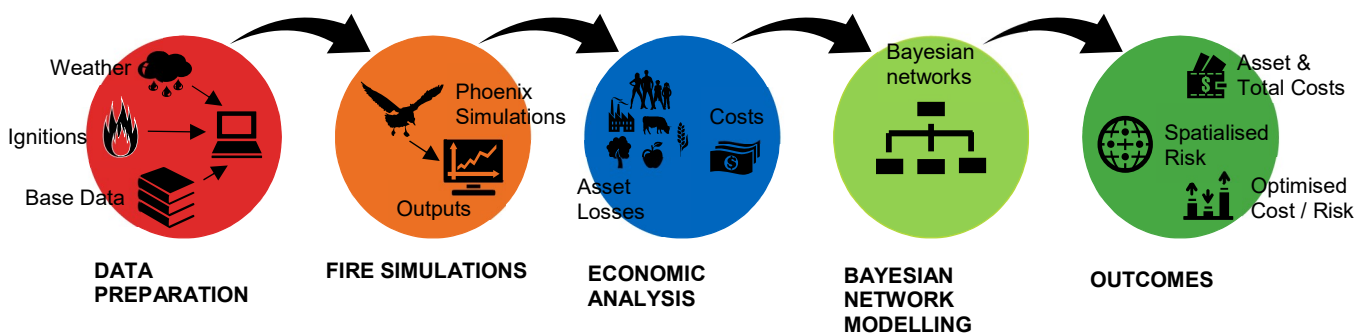 Weather
Ignitions
Base Data
DATA
PREPARATION
Phoenix
Simulations
Outputs
FIRE SIMULATIONS
Costs
$
Asset
Losses
ECONOMIC
ANALYSIS
Bayesian
networks
BAYESIAN
NETWORK
MODELLING
$
Asset &
Total Costs
Spatialised
Risk
Optimised
Cost / Risk
OUTCOMES